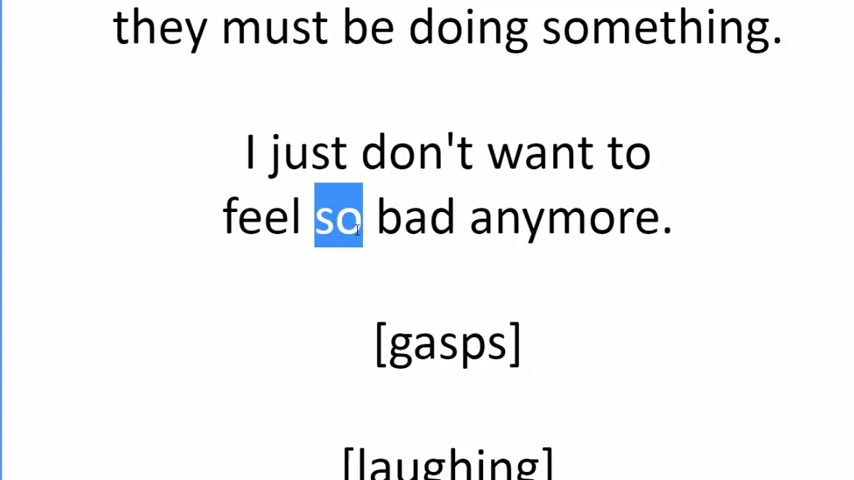 they must be doing something.
I just don't want to
feel so bad anymore.
[gasps]
[laughing]